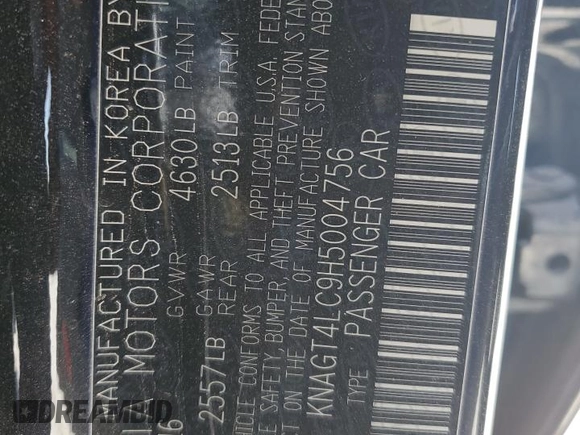 MANUFACTURED IN KOREA BY
MOTORS CORPORATI
GVWR 4630LB PAINT
2557LB GAWR REAR 2513LB TRIM
VEHICLE CONFORMS TO ALL APPLICABLE U.S.A. FEDE
SAFETY, BUMPER, AND THEFT PREVENTION STAN
ON THE DATE OF MANUFACTURE SHOWN ABO
KNAGT4LC9H5004756
TYPE : PASSENGER CAR
DREAMBID